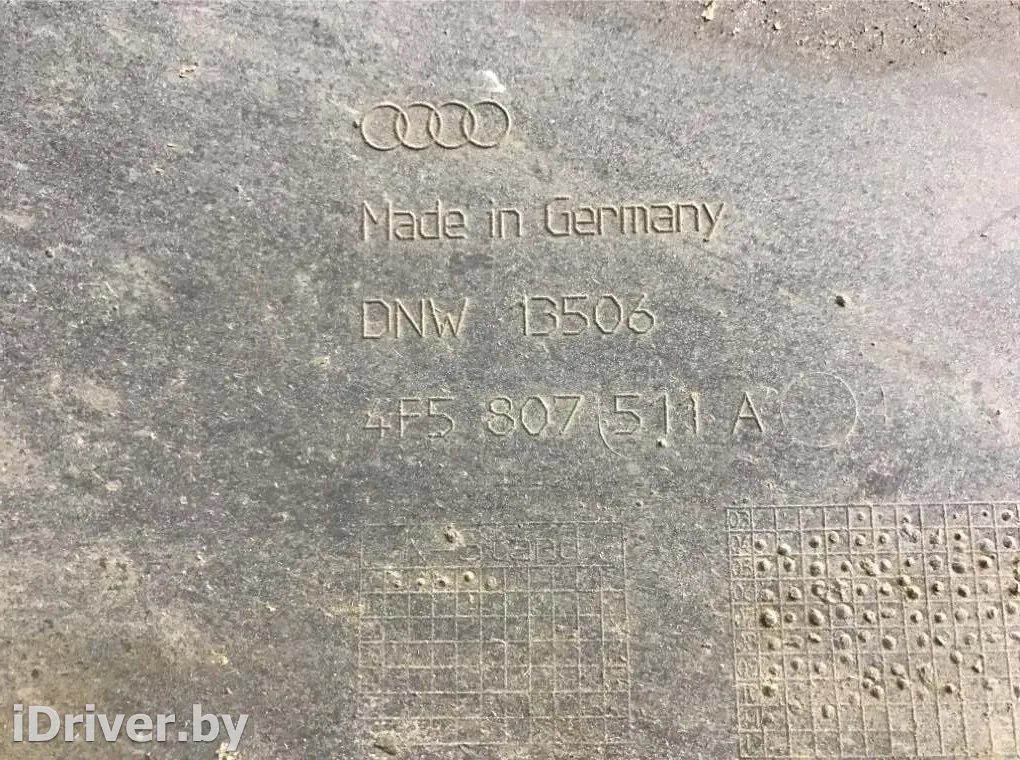 Made in Germany
DNW 13506
4F5 807 511 A
iDriver.by